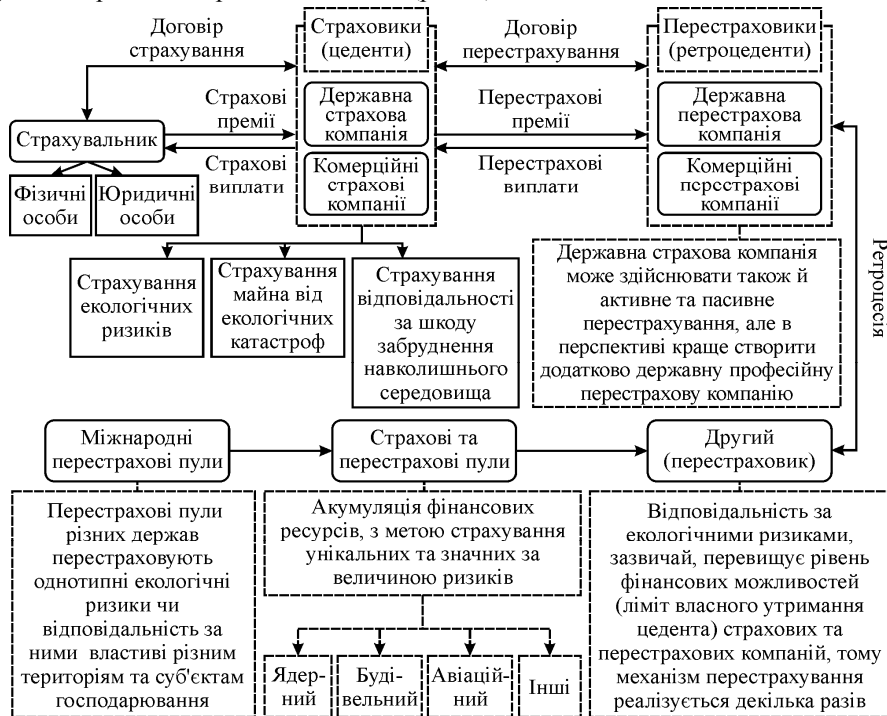 Договір
страхування
Страховики
(цеденти)
Договір
перестрахування
Перестраховики
(ретроценденти)
Страхувальник
Страхові
премії
Державна
страхова
компанія
Перестрахові
премії
Державна
перестрахова
компанія
Страхові
виплати
Комерційні
страхові
компанії
Перестрахові
виплати
Комерційні
перестрахові
компанії
Фізичні
особи
Юридичні
особи
Ретроцесія
Страхування
екологічних
ризиків
Страхування
майна від
екологічних
катастроф
Страхування
відповідальності
за шкоду
забруднення
навколишнього
середовища
Державна страхова компанія
може здійснювати також й
активне та пасивне
перестрахування, але в
перспективі краще створити
додатково державну професійну
перестрахову компанію
Міжнародні
перестрахові пули
Страхові та
перестрахові пули
Другий
(перестраховик)
Перестрахові пули
різних держав
перестраховують
однотипні екологічні
ризики чи
відповідальність за
ними властиві різним
територіям та суб'єктам
господарювання
Акумуляція фінансових
ресурсів, з метою страхування
унікальних та значних за
величиною ризиків
Ядер-
ний
Буді-
вельний
Авіацій-
ний
Інші
Відповідальність за
екологічними ризиками,
зазвичай, перевищує рівень
фінансових можливостей
(ліміт власного утримання
цедента) страхових та
перестрахових компаній, тому
механізм перестрахування
реалізується декілька разів